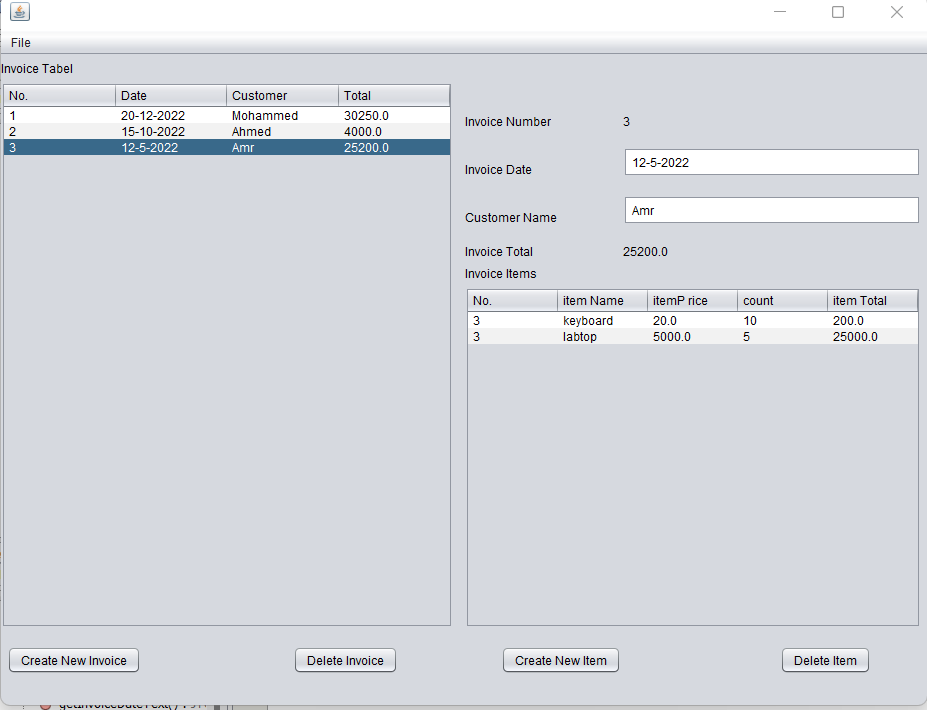 File
Invoice Tabel
No. Date Customer Total
1 20-12-2022 Mohammed 30250.0
2 15-10-2022 Ahmed 4000.0
3 12-5-2022 Amr 25200.0
Invoice Number 3
Invoice Date 12-5-2022
Customer Name Amr
Invoice Total 25200.0
Invoice Items
No. item Name itemP rice count item Total
3 keyboard 20.0 10 200.0
3 labtop 5000.0 5 25000.0
Create New Invoice Delete Invoice Create New Item Delete Item